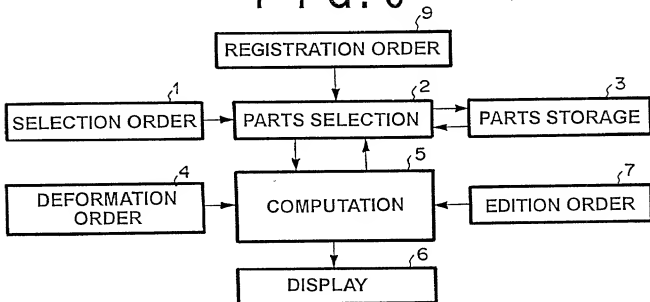 9
REGISTRATION ORDER
1
2
3
SELECTION ORDER
PARTS SELECTION
PARTS STORAGE
4
5
7
DEFORMATION
ORDER
COMPUTATION
EDITION ORDER
6
DISPLAY